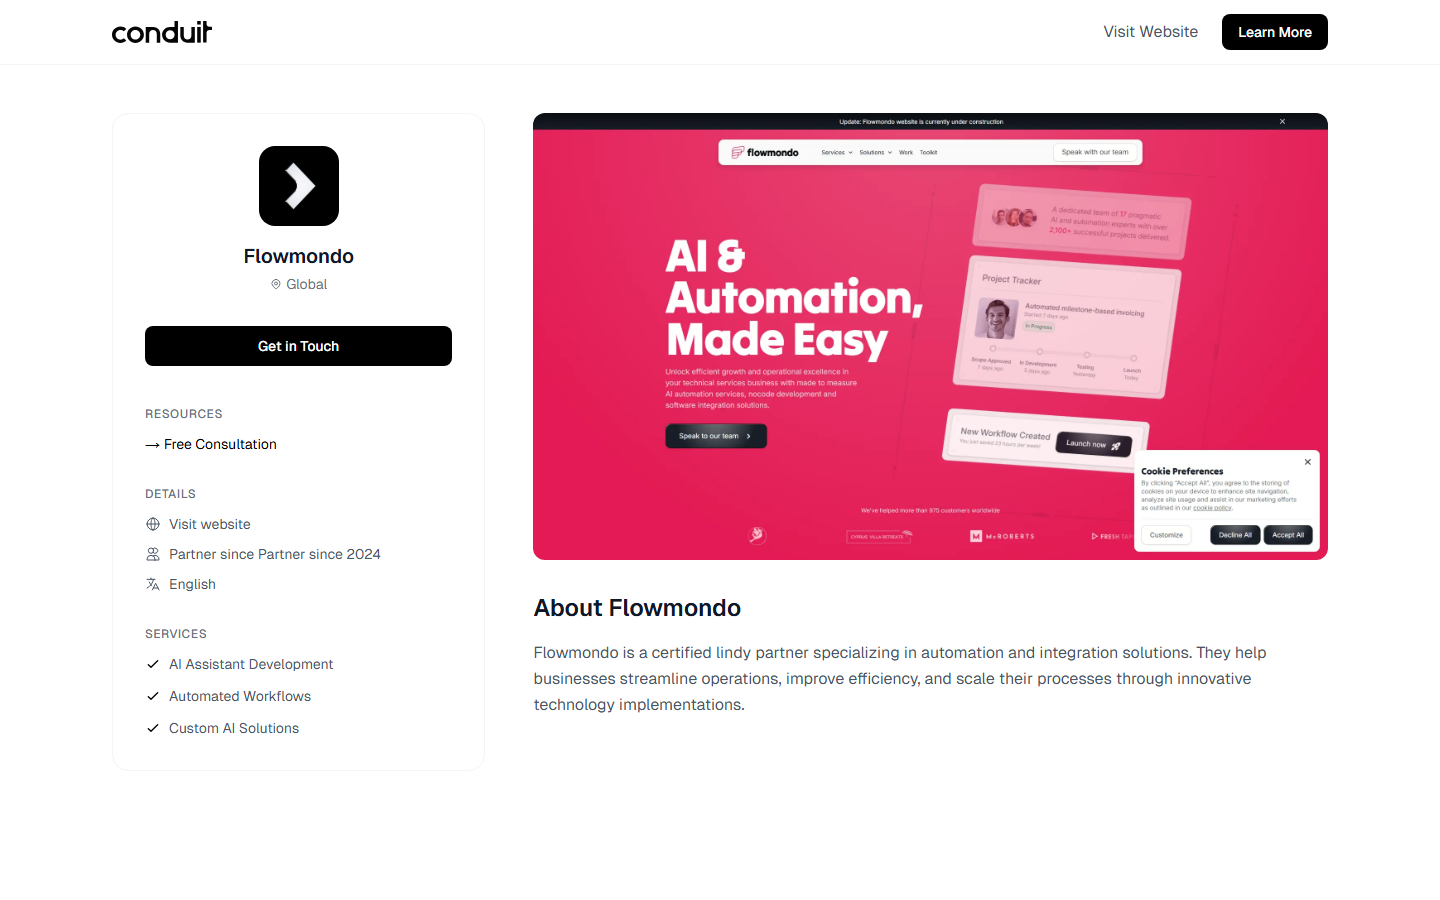 conduit
Visit Website
Learn More
Flowmondo
Global
Get in Touch
RESOURCES
→ Free Consultation
DETAILS
Visit website
Partner since Partner since 2024
English
SERVICES
AI Assistant Development
Automated Workflows
Custom AI Solutions
Update: Flowmondo website is currently under construction
flowmondo
Services
Solutions
Work
Toolkit
Speak with our team
AI &
Automation,
Made Easy
Unlock efficient growth and operational excellence in
your technical services business with made to measure
AI automation services, nocode development and
software integration solutions.
Speak to our team
A dedicated team of 17 pragmatic
AI and automation experts with over
2,100+ successful projects delivered.
Project Tracker
Automated milestone-based invoicing
Started 7 days ago
In Progress
Scope Approved
7 days ago
In Development
5 days ago
Testing
Yesterday
Launch
Today
New Workflow Created
You just saved 23 hours per week!
Launch now
We've helped more than 975 customers worldwide
CYPRUS VILLA RETREATS
McROBERTS
FRESH TAP
Cookie Preferences
By clicking "Accept All", you agree to the storing of
cookies on your device to enhance site navigation,
analyze site usage and assist in our marketing efforts
as outlined in our cookie policy.
Customize
Decline All
Accept All
About Flowmondo
Flowmondo is a certified lindy partner specializing in automation and integration solutions. They help
businesses streamline operations, improve efficiency, and scale their processes through innovative
technology implementations.